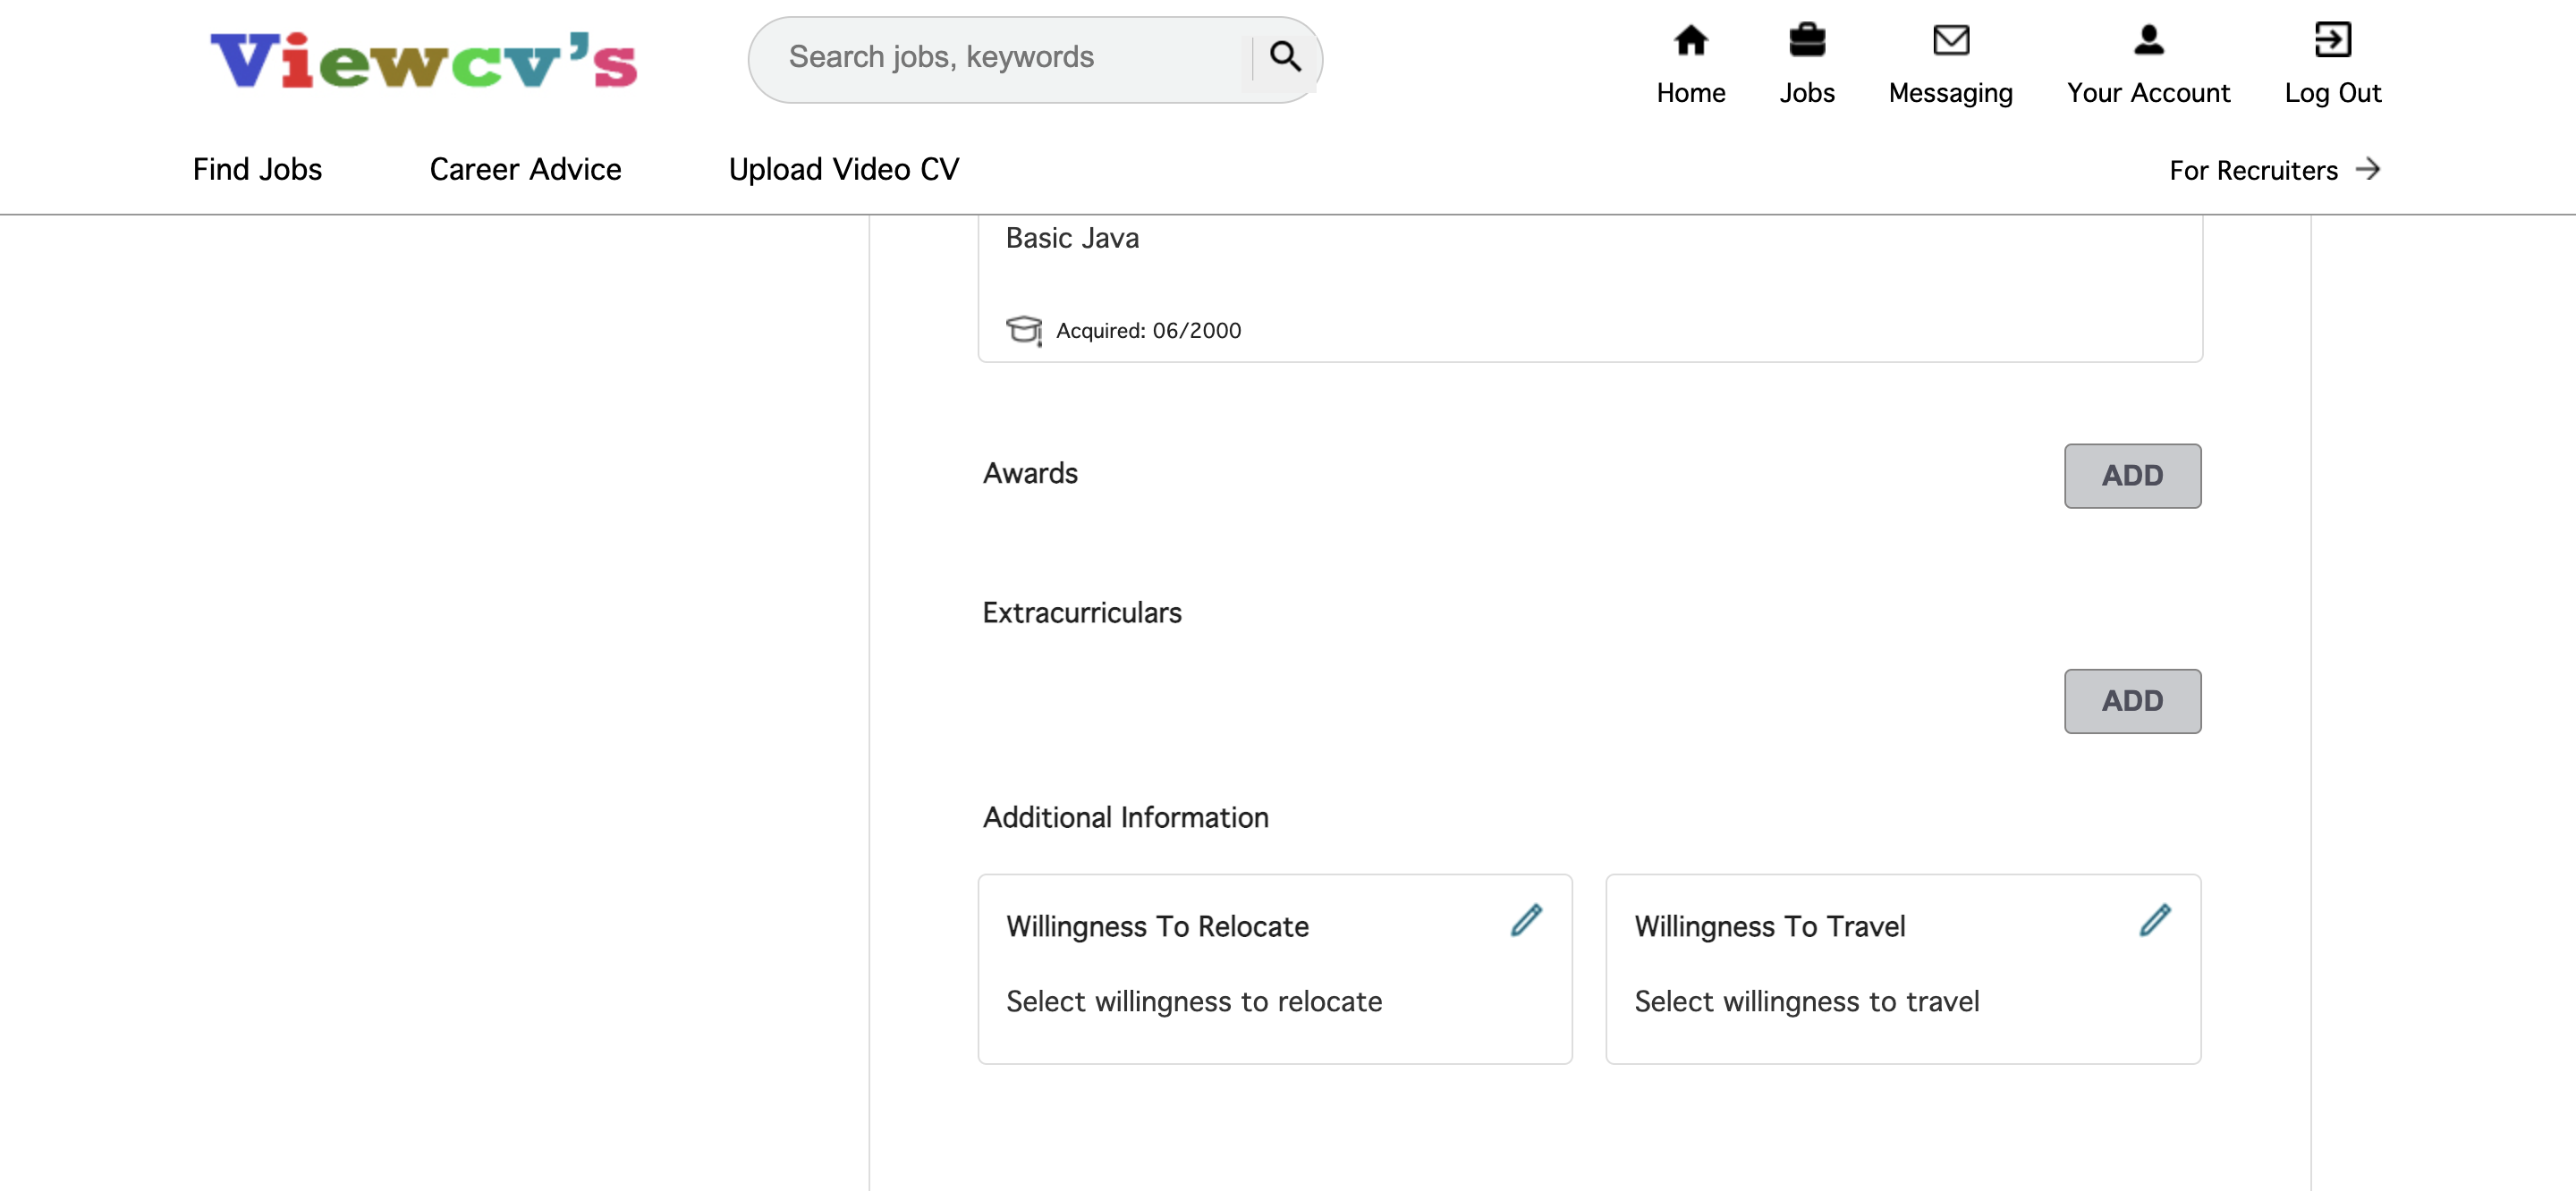 Viewcv's
Search jobs, keywords
Home
Jobs
Messaging
Your Account
Log Out
Find Jobs
Career Advice
Upload Video CV
For Recruiters
Basic Java
Acquired: 06/2000
Awards
ADD
Extracurriculars
ADD
Additional Information
Willingness To Relocate
Select willingness to relocate
Willingness To Travel
Select willingness to travel